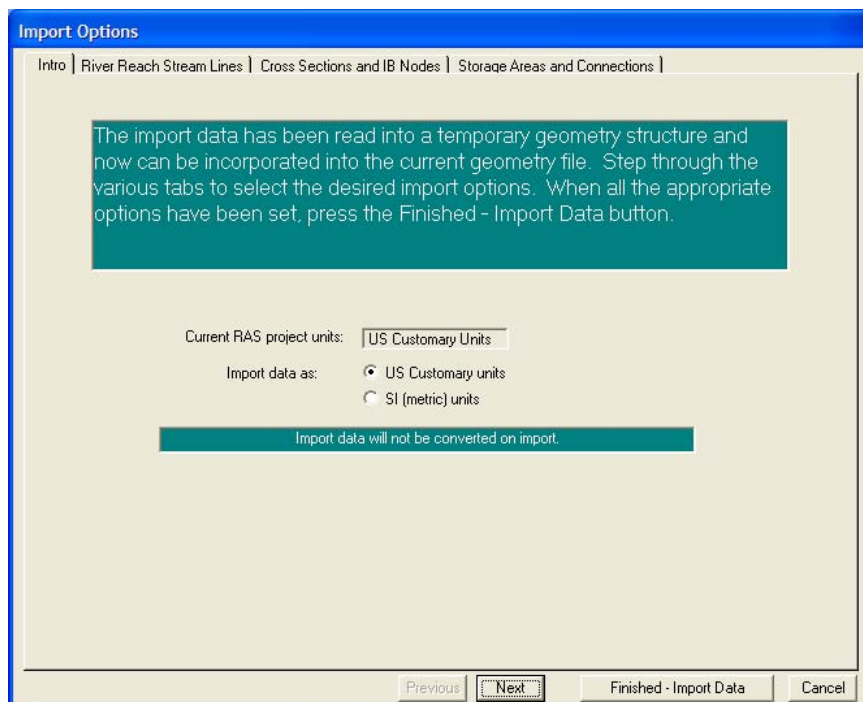 Import Options
Intro River Reach Stream Lines Cross Sections and IB Nodes Storage Areas and Connections
The import data has been read into a temporary geometry structure and
now can be incorporated into the current geometry file. Step through the
various tabs to select the desired import options. When all the appropriate
options have been set, press the Finished - Import Data button.
Current RAS project units: US Customary Units
Import data as: US Customary units
SI (metric) units
Import data will not be converted on import.
Previous Next Finished - Import Data Cancel